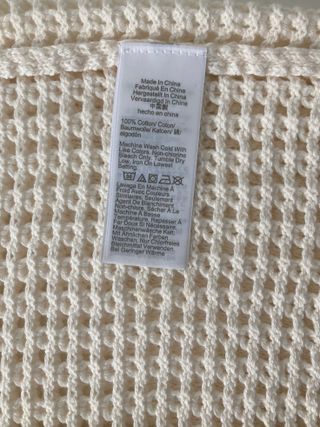 Made In China
Fabriqué En China
Hergestellt In China
Vervaardigd In China
中国製
hecho en china
100% Cotton/ Coton/
Baumwolle/ Katoen/ 綿/
algodón
Machine Wash Cold With
Like Colors. Non-chlorine
Bleach Only. Tumble Dry
Low. Iron On Lowest
Setting.
Lavage En Machine À
Froid Avec Couleurs
Similaires, Seulement
Agent De Blanchiment
Non-chlore. Sécher À La
Machine À Basse
Température. Repasser À
Fer Doux Si Nécessaire.
Maschinenwäsche Kalt;
Mit Ähnlichen Farben
Waschen. Nur Chlorfreies
Bleichmittel Verwenden
Bei Geringer Wärme